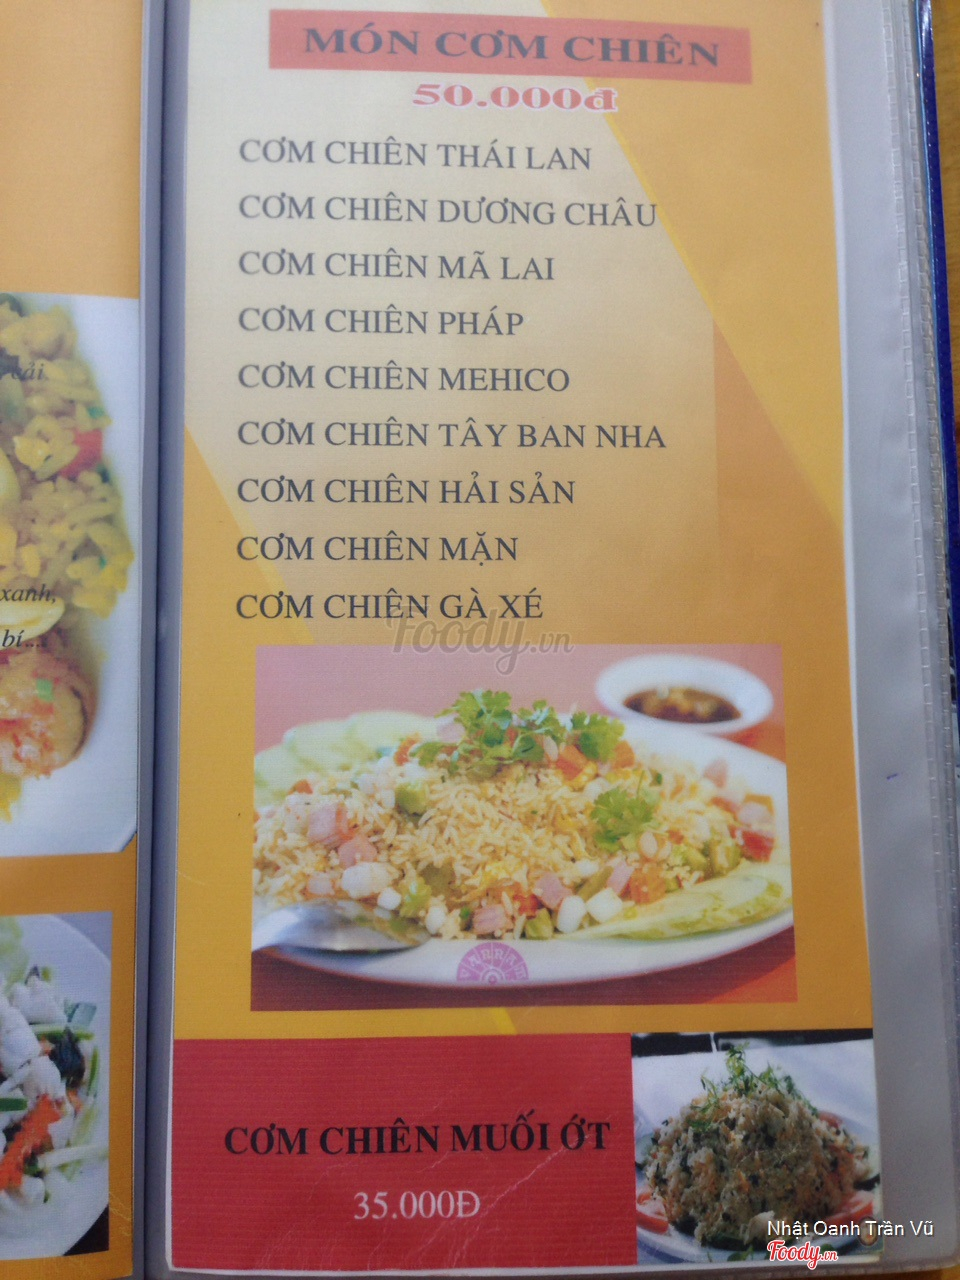 MÓN CƠM CHIÊN
50.000đ
CƠM CHIÊN THÁI LAN
CƠM CHIÊN DƯƠNG CHÂU
CƠM CHIÊN MÃ LAI
CƠM CHIÊN PHÁP
CƠM CHIÊN MEHICO
CƠM CHIÊN TÂY BAN NHA
CƠM CHIÊN HẢI SẢN
CƠM CHIÊN MẶN
CƠM CHIÊN GÀ XÉ
Foody.vn
CƠM CHIÊN MUỐI ỚT
35.000Đ
xanh,
bí...
Nhật Oanh Trần Vũ
Foody.vn